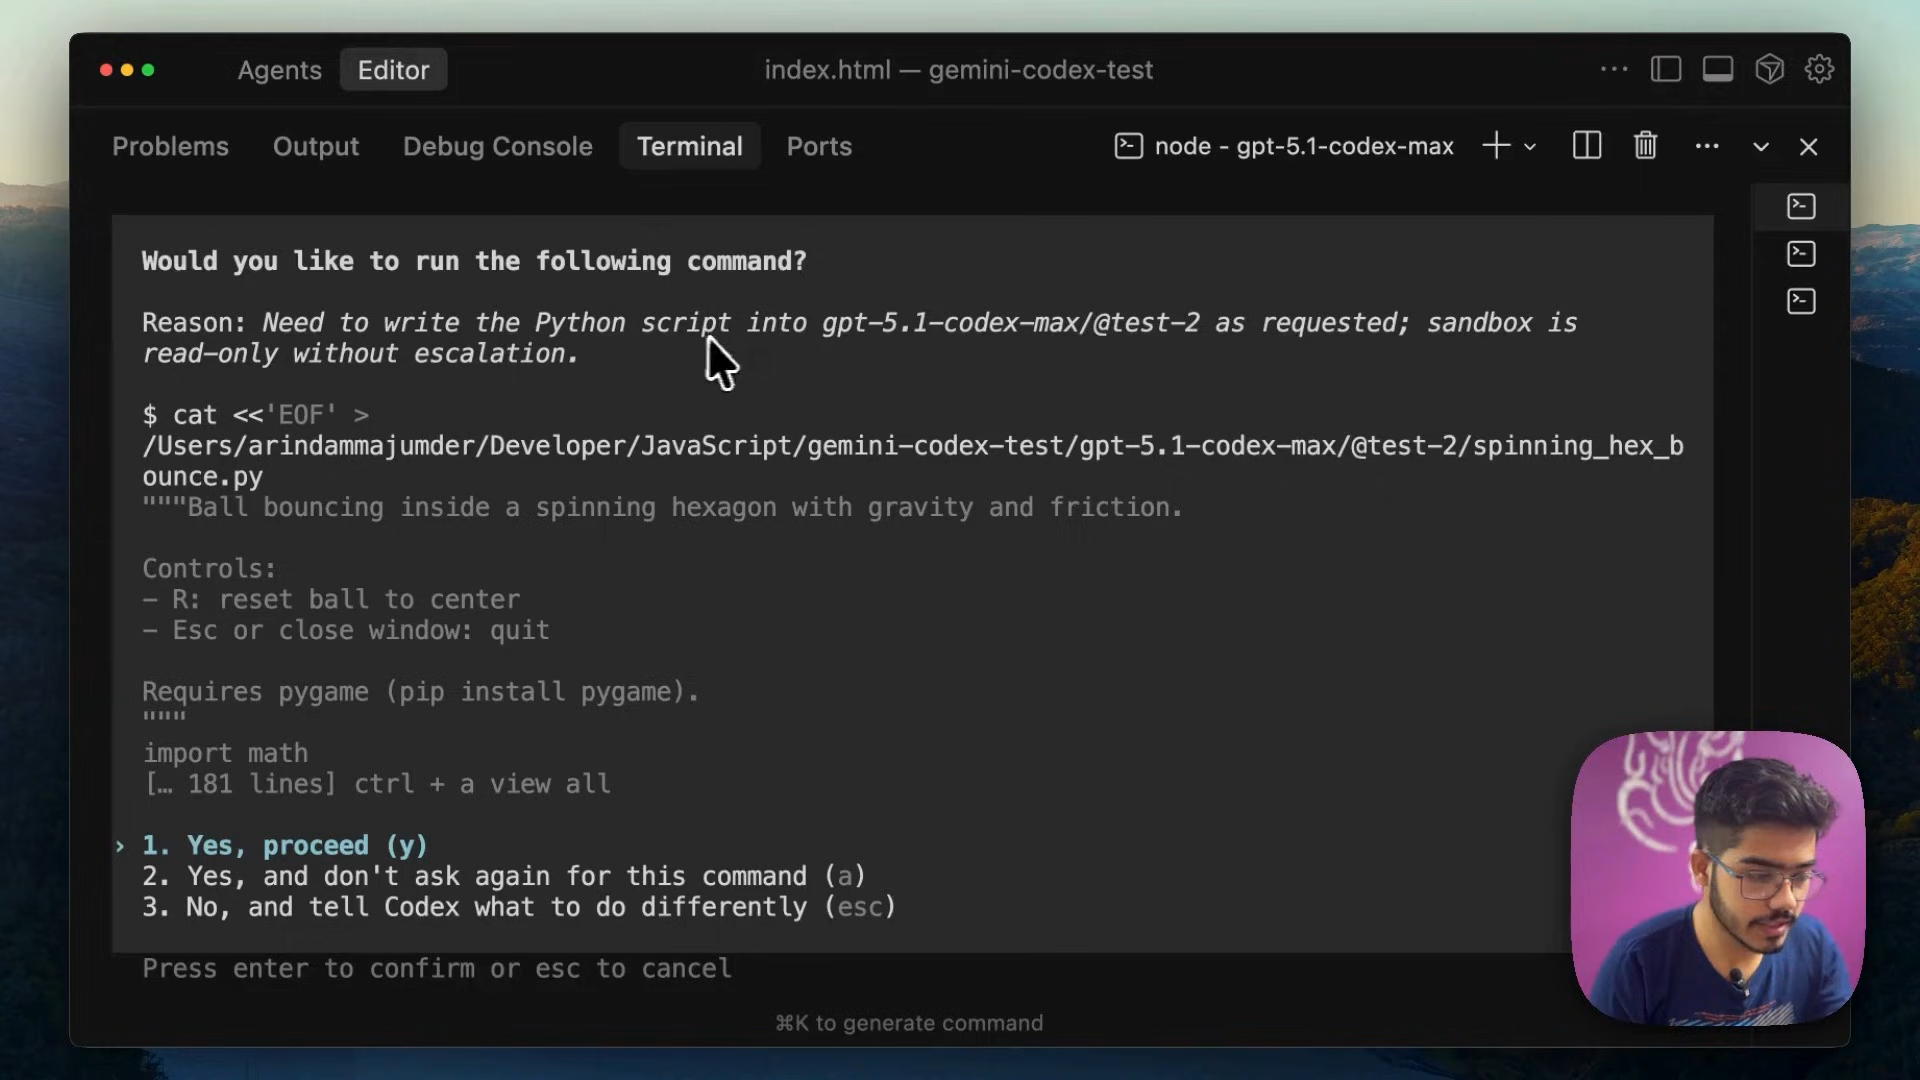 Agents Editor index.html — gemini-codex-test
Problems Output Debug Console Terminal Ports node - gpt-5.1-codex-max
Would you like to run the following command?
Reason: Need to write the Python script into gpt-5.1-codex-max/@test-2 as requested; sandbox is
read-only without escalation.
$ cat <<'EOF' >
/Users/arindammajumder/Developer/JavaScript/gemini-codex-test/gpt-5.1-codex-max/@test-2/spinning_hex_b
ounce.py
"""Ball bouncing inside a spinning hexagon with gravity and friction.
Controls:
- R: reset ball to center
- Esc or close window: quit
Requires pygame (pip install pygame).
"""
import math
[… 181 lines] ctrl + a view all
› 1. Yes, proceed (y)
2. Yes, and don't ask again for this command (a)
3. No, and tell Codex what to do differently (esc)
Press enter to confirm or esc to cancel
⌘K to generate command